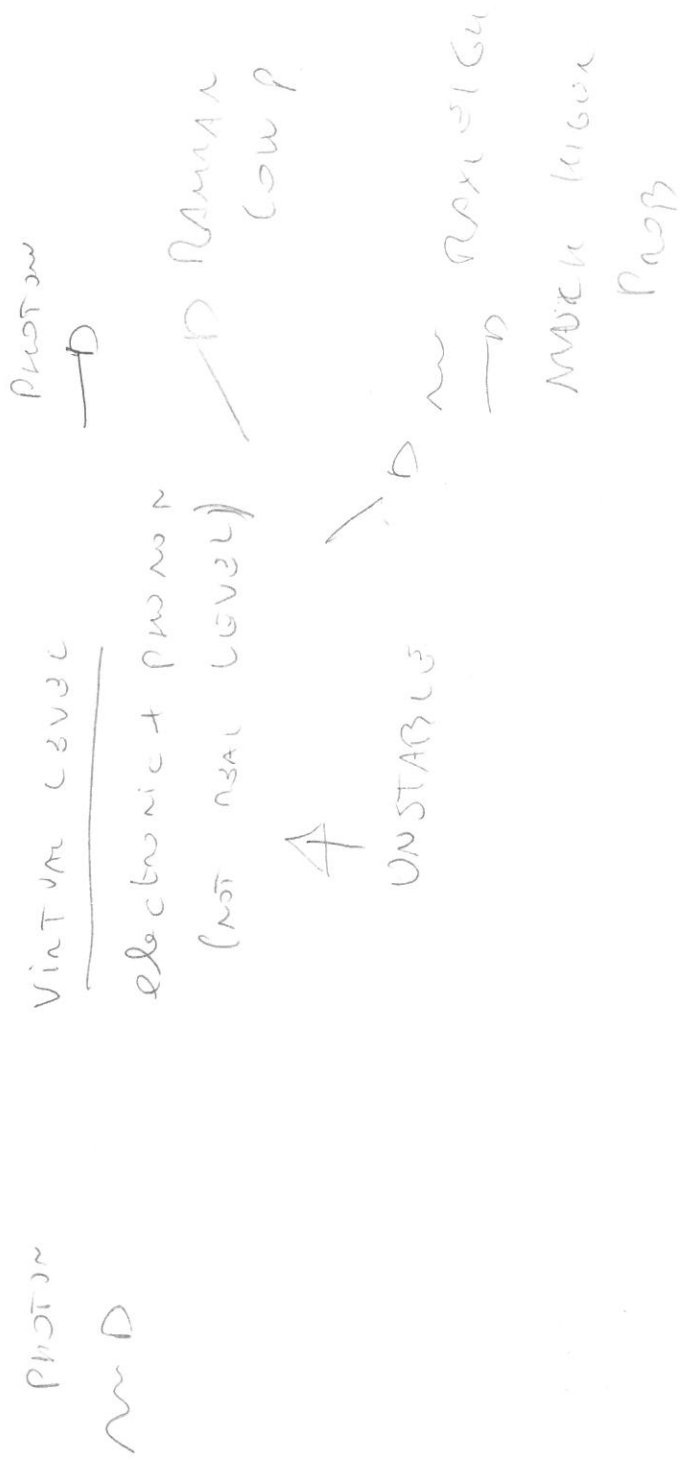 PHOTON
VIRTUAL LEVEL
electronic + PHONON
(NOT REAL LEVEL)
UNSTABLE
PHOTON
RAMAN
LOW P
RAYLEIGH
MUCH HIGHER
PROB